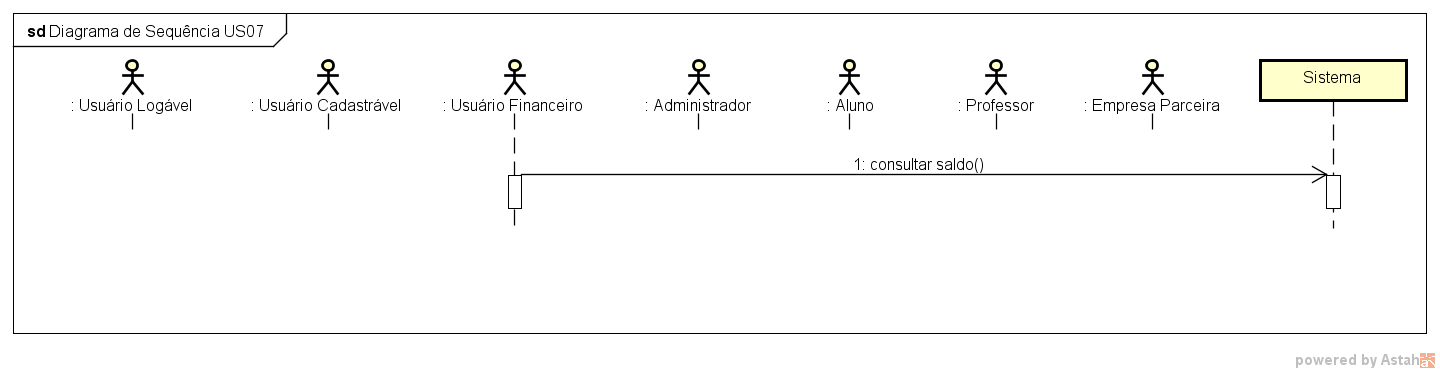 sd Diagrama de Sequência US07
: Usuário Logável
: Usuário Cadastrável
: Usuário Financeiro
: Administrador
: Aluno
: Professor
: Empresa Parceira
Sistema
1: consultar saldo()
powered by Astah